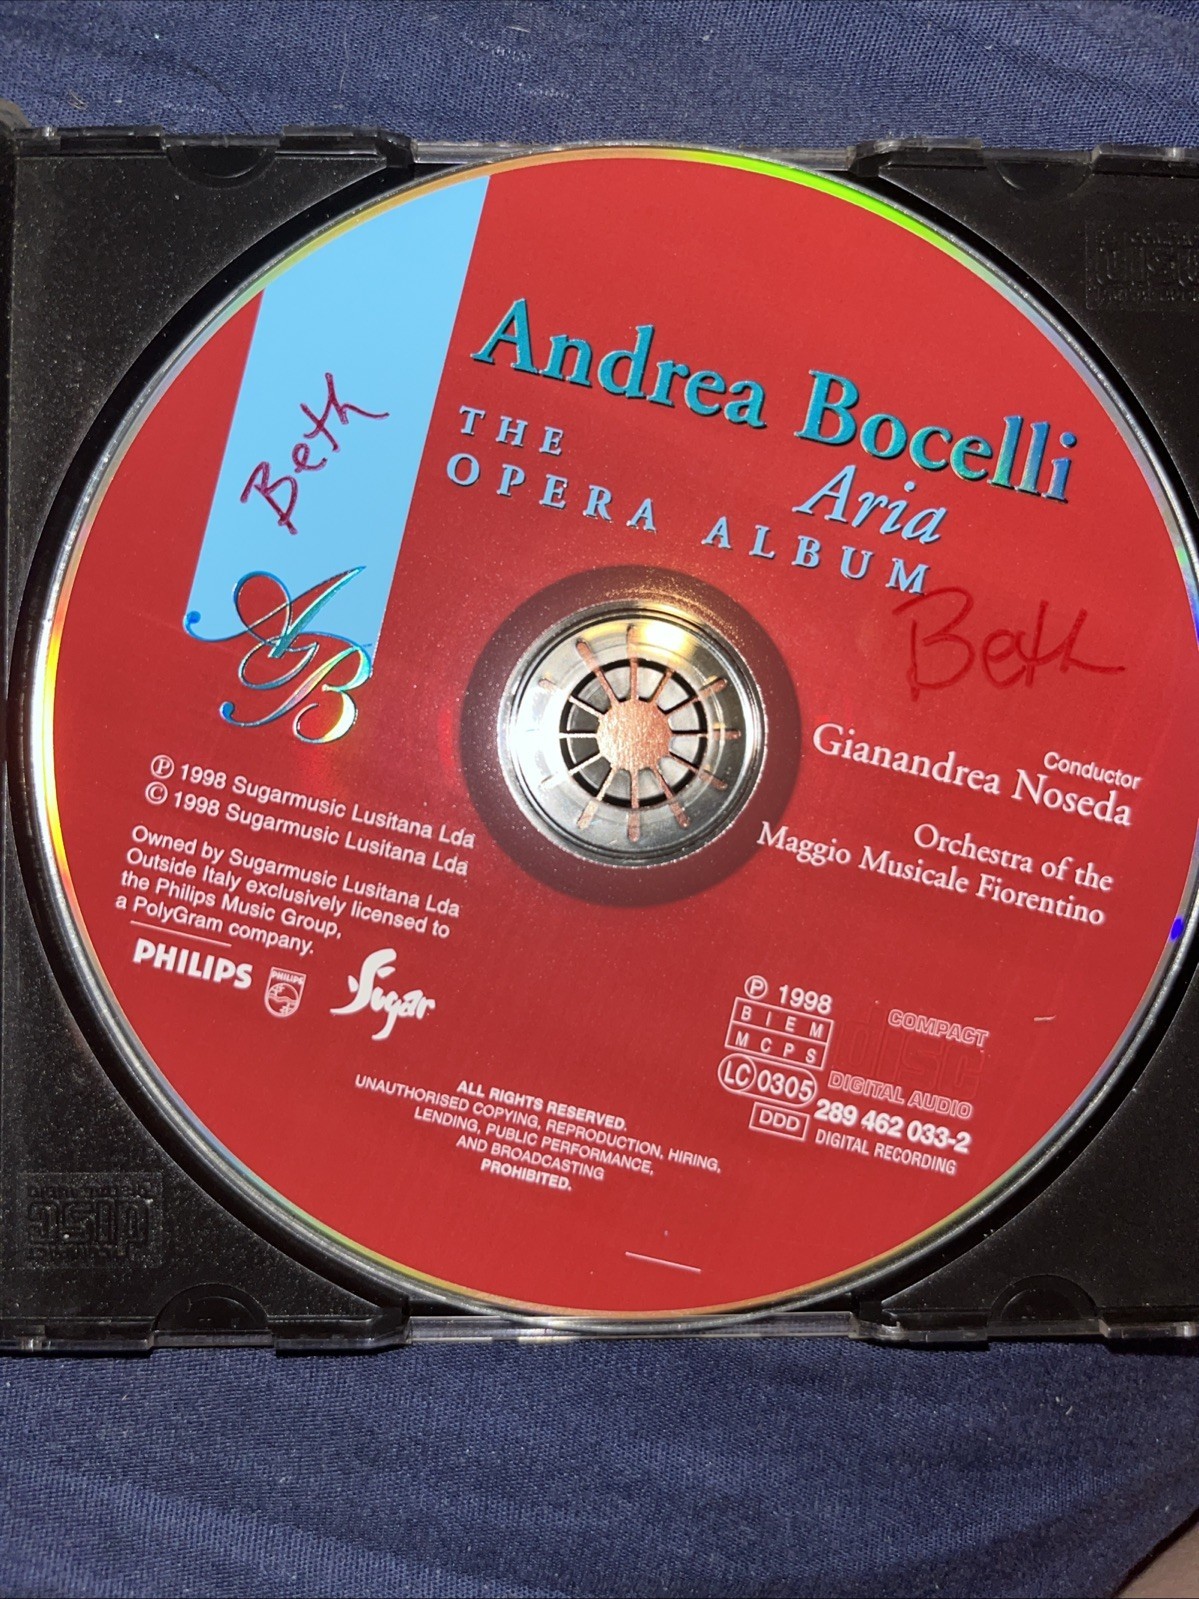 Andrea Bocelli
Aria
THE
OPERA ALBUM
Beth
Beth
AB
Conductor
Gianandrea Noseda
Orchestra of the
Maggio Musicale Fiorentino
℗ 1998 Sugarmusic Lusitana Lda
© 1998 Sugarmusic Lusitana Lda
Owned by Sugarmusic Lusitana Lda
Outside Italy exclusively licensed to
the Philips Music Group,
a PolyGram company.
PHILIPS
PHILIPS
Sugar
℗ 1998
BIEM
MCPS
LC 0305
DDD
COMPACT
disc
DIGITAL AUDIO
289 462 033-2
DIGITAL RECORDING
ALL RIGHTS RESERVED.
UNAUTHORISED COPYING, REPRODUCTION, HIRING,
LENDING, PUBLIC PERFORMANCE,
AND BROADCASTING
PROHIBITED.